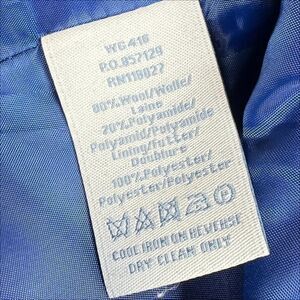 WG 416
P.O. 857129
RN119027
80% Wool/Wolle/
Laine
20% Polyamide/
Polyamid/Polyamide
Lining/Futter/
Doublure
100% Polyester/
Polyester/Polyester
COOL IRON ON REVERSE
DRY CLEAN ONLY